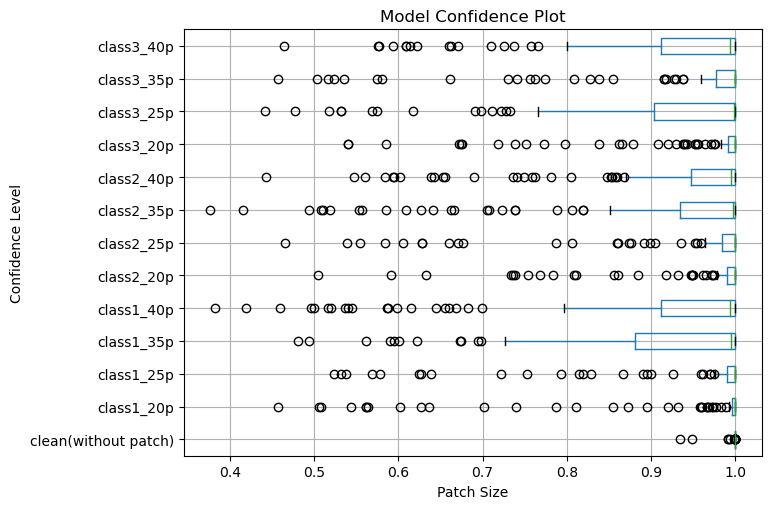 Model Confidence Plot
Confidence Level
class3_40p
class3_35p
class3_25p
class3_20p
class2_40p
class2_35p
class2_25p
class2_20p
class1_40p
class1_35p
class1_25p
class1_20p
clean(without patch)
0.4 0.5 0.6 0.7 0.8 0.9 1.0
Patch Size